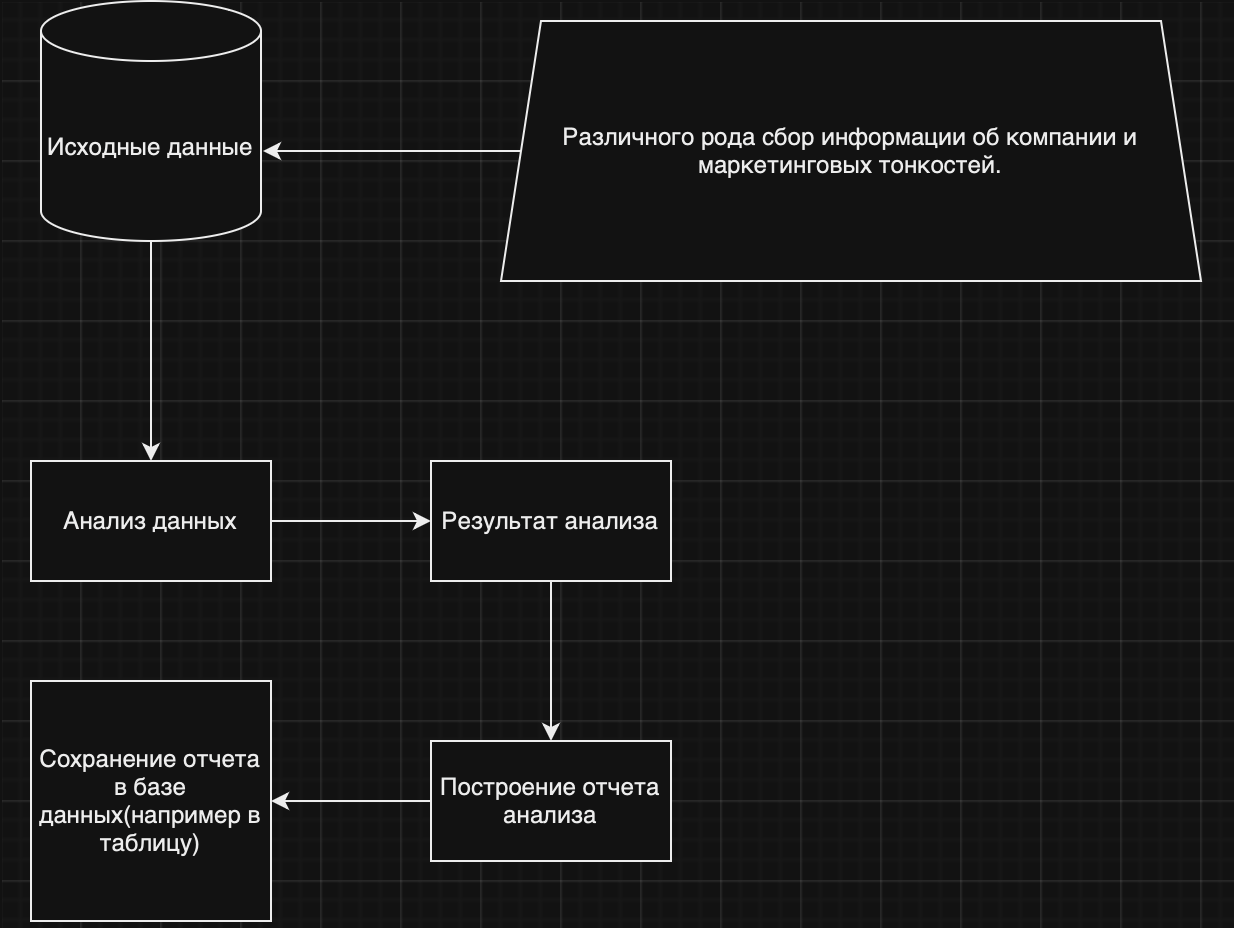 Исходные данные
Различного рода сбор информации об компании и
маркетинговых тонкостей.
Анализ данных
Результат анализа
Построение отчета
анализа
Сохранение отчета
в базе
данных(например в
таблицу)